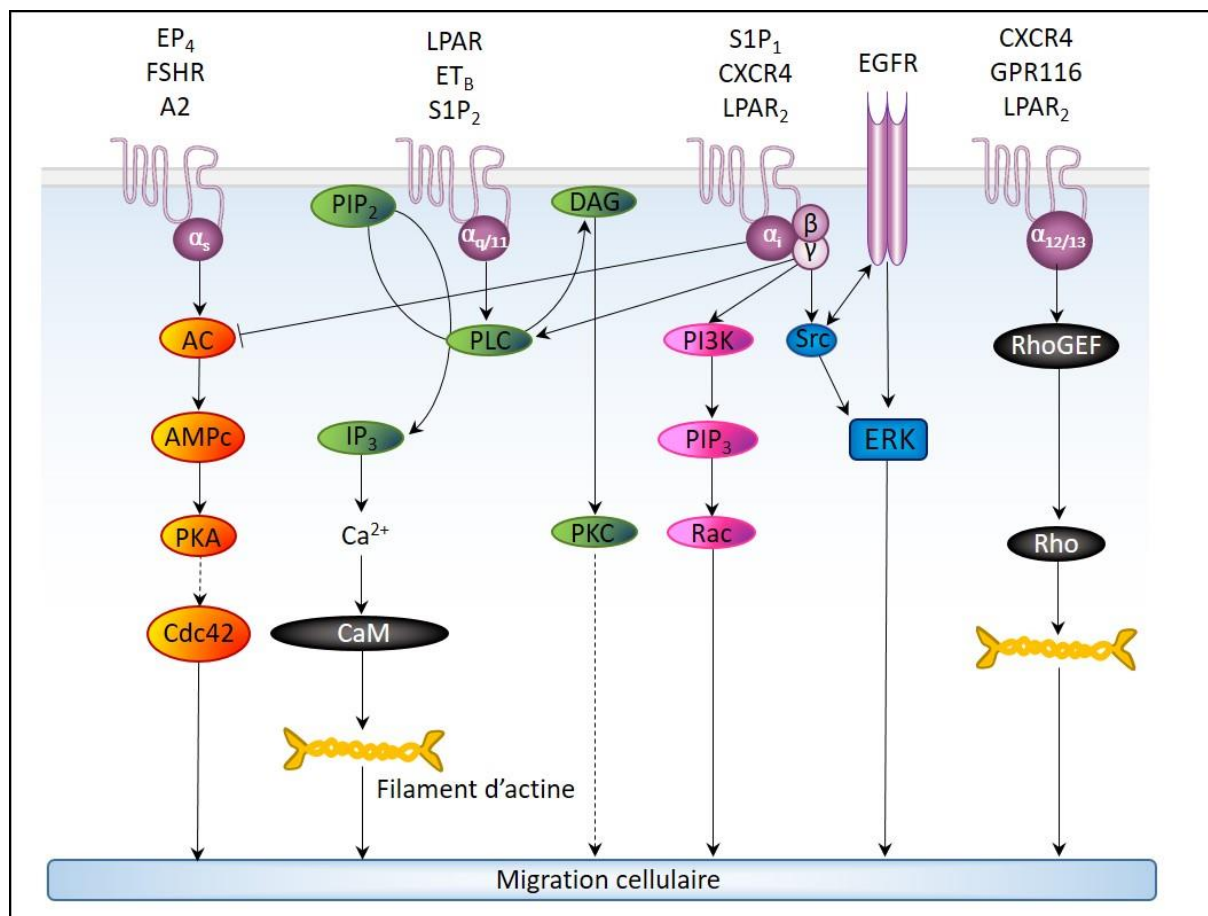 EP₄
FSHR
A2
LPAR
ET_B
S1P₂
S1P₁
CXCR4
LPAR₂
EGFR
CXCR4
GPR116
LPAR₂
PIP₂
DAG
αₛ
α_q/11
αᵢ
β
γ
α₁₂/₁₃
AC
PLC
PI3K
Src
RhoGEF
AMPc
IP₃
PIP₃
ERK
PKA
Ca²⁺
PKC
Rac
Rho
Cdc42
CaM
Filament d'actine
Migration cellulaire